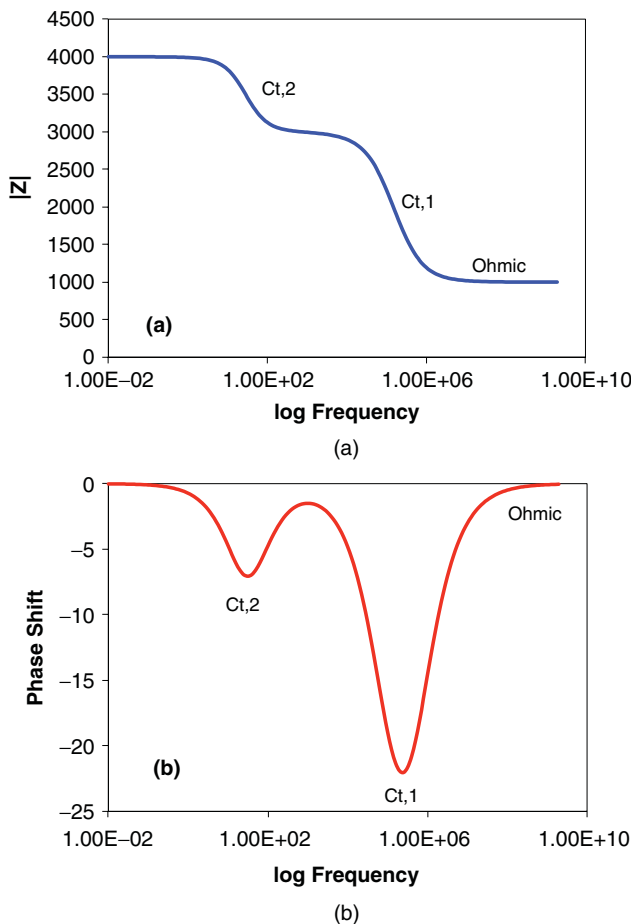 4500
4000
3500
3000
2500
2000
1500
1000
500
0
|Z|
Ct,2
Ct,1
Ohmic
(a)
1.00E−02 1.00E+02 1.00E+06 1.00E+10
log Frequency
(a)
0
−5
−10
−15
−20
−25
Phase Shift
Ohmic
Ct,2
(b)
Ct,1
1.00E−02 1.00E+02 1.00E+06 1.00E+10
log Frequency
(b)